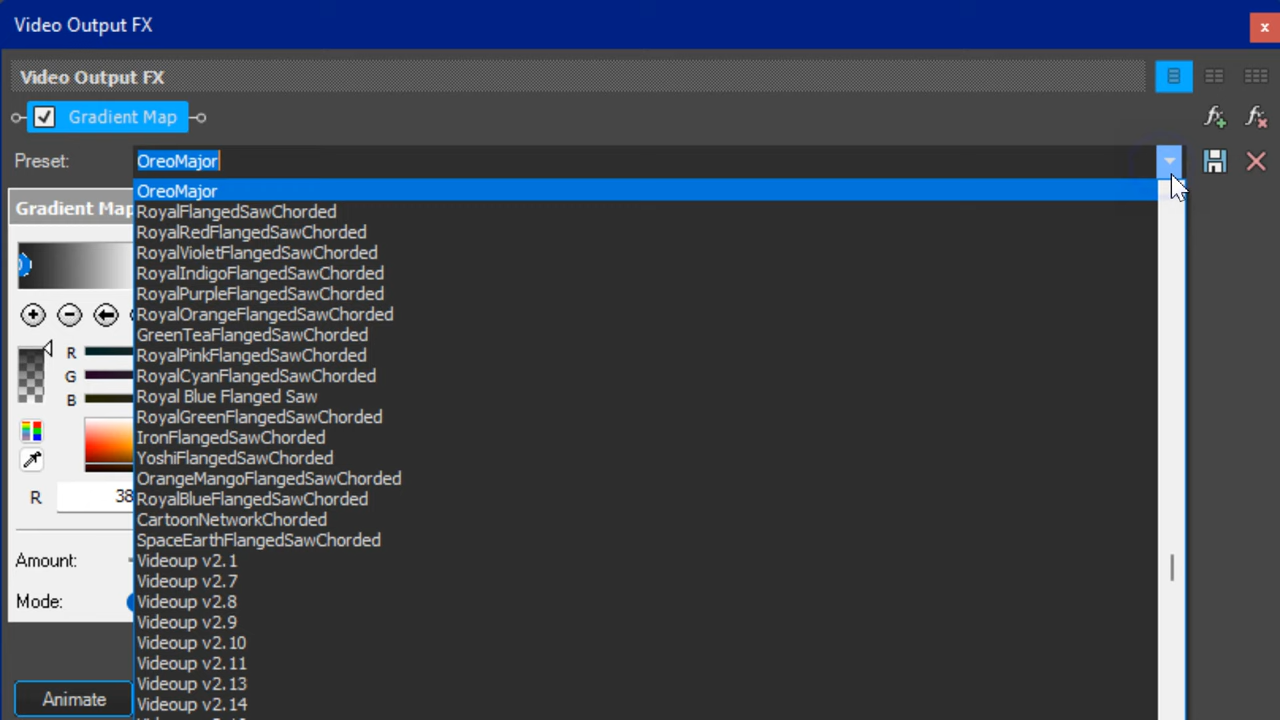 Video Output FX
x
Video Output FX
Gradient Map
Preset: OreoMajor
OreoMajor
RoyalFlangedSawChorded
RoyalRedFlangedSawChorded
RoyalVioletFlangedSawChorded
RoyalIndigoFlangedSawChorded
RoyalPurpleFlangedSawChorded
RoyalOrangeFlangedSawChorded
GreenTeaFlangedSawChorded
RoyalPinkFlangedSawChorded
RoyalCyanFlangedSawChorded
Royal Blue Flanged Saw
RoyalGreenFlangedSawChorded
IronFlangedSawChorded
YoshiFlangedSawChorded
OrangeMangoFlangedSawChorded
RoyalBlueFlangedSawChorded
CartoonNetworkChorded
SpaceEarthFlangedSawChorded
Videoup v2.1
Videoup v2.7
Videoup v2.8
Videoup v2.9
Videoup v2.10
Videoup v2.11
Videoup v2.13
Videoup v2.14
Gradient Map
R
G
B
R 38
Amount:
Mode:
Animate